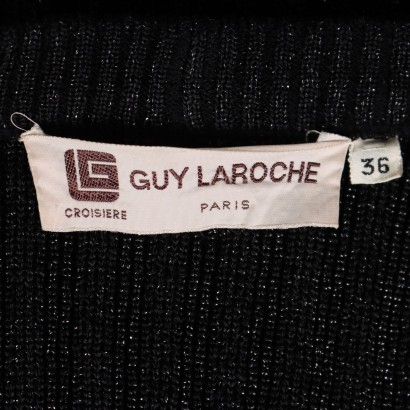 GUY LAROCHE
CROISIERE
PARIS
36